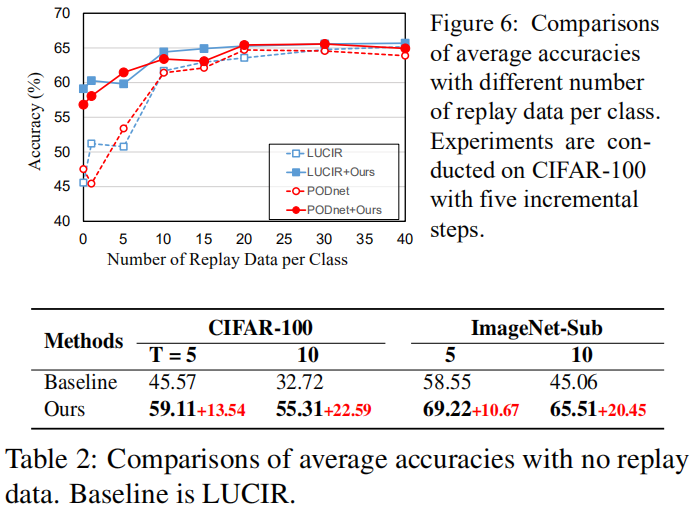 70
65
60
55
50
45
40
Accuracy (%)
0 5 10 15 20 25 30 35 40
Number of Replay Data per Class
LUCIR
LUCIR+Ours
PODnet
PODnet+Ours
Figure 6: Comparisons
of average accuracies
with different number
of replay data per class.
Experiments are con-
ducted on CIFAR-100
with five incremental
steps.
Methods CIFAR-100 ImageNet-Sub
T = 5 10 5 10
Baseline 45.57 32.72 58.55 45.06
Ours 59.11+13.54 55.31+22.59 69.22+10.67 65.51+20.45
Table 2: Comparisons of average accuracies with no replay
data. Baseline is LUCIR.